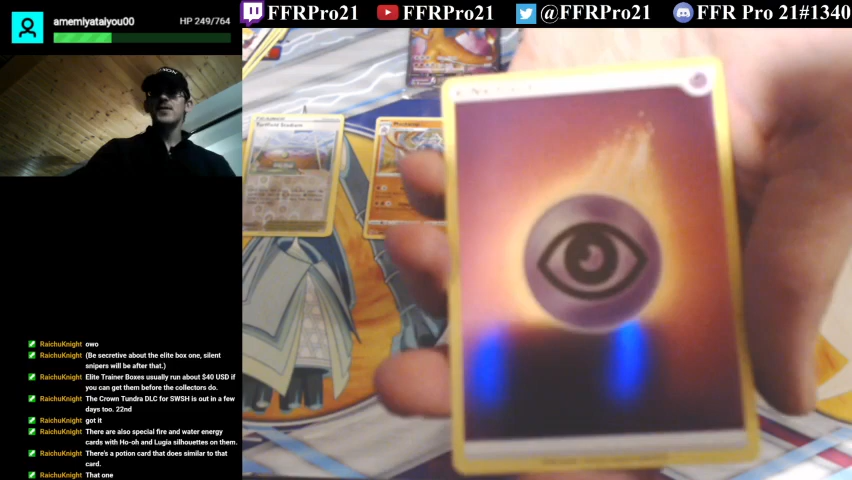 amemiyataiyou00
HP 249/764
FFRPro21
FFRPro21
@FFRPro21
FFR Pro 21#1340
RaichuKnight owo
RaichuKnight (Be secretive about the elite box one, silent
snipers will be after that.)
RaichuKnight Elite Trainer Boxes usually run about $40 USD if
you can get them before the collectors do.
RaichuKnight The Crown Tundra DLC for SWSH is out in a few
days too. 22nd
RaichuKnight got it
RaichuKnight There are also special fire and water energy
cards with Ho-oh and Lugia silhouettes on them.
RaichuKnight There's a potion card that does similar to that
card.
RaichuKnight That one